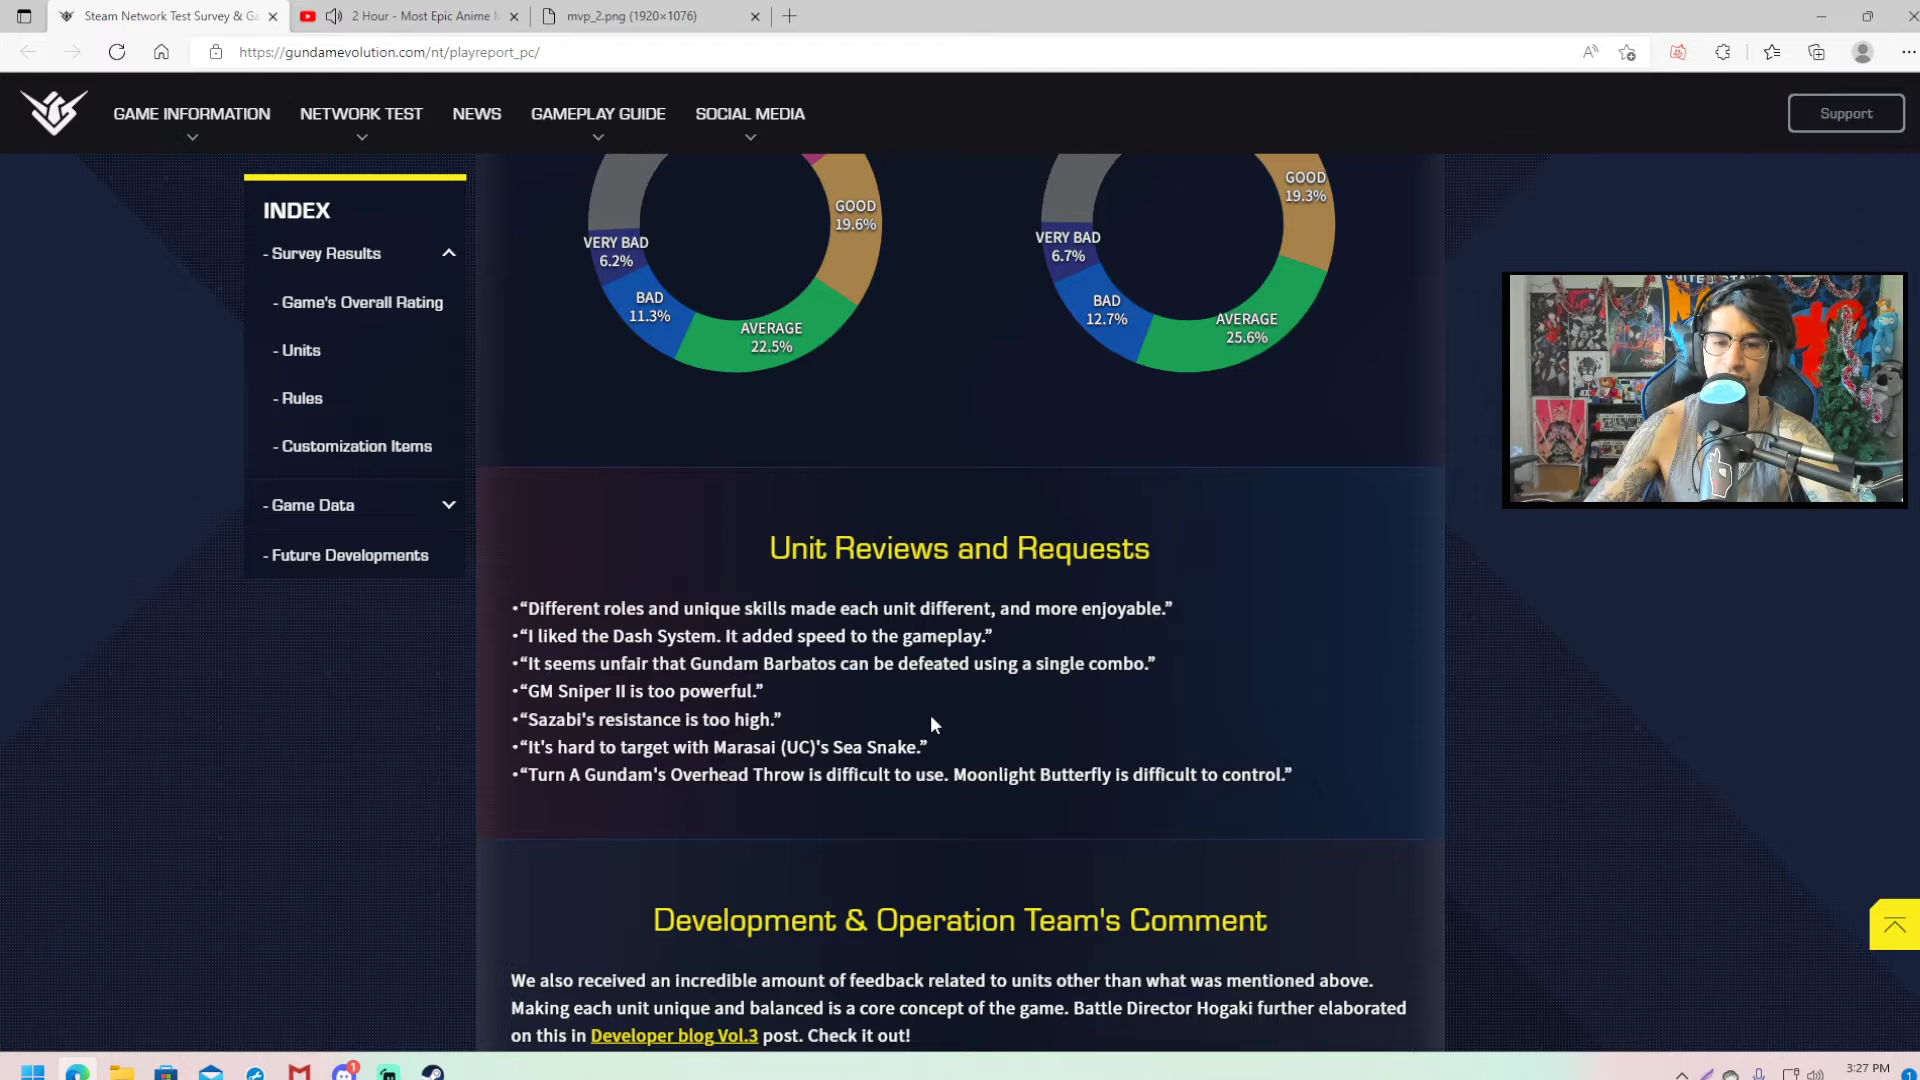 Steam Network Test Survey & Ga
2 Hour - Most Epic Anime M
mvp_2.png (1920×1076)
https://gundamevolution.com/nt/playreport_pc/
GAME INFORMATION
NETWORK TEST
NEWS
GAMEPLAY GUIDE
SOCIAL MEDIA
Support
INDEX
- Survey Results
- Game's Overall Rating
- Units
- Rules
- Customization Items
- Game Data
- Future Developments
GOOD
19.6%
VERY BAD
6.2%
BAD
11.3%
AVERAGE
22.5%
GOOD
19.3%
VERY BAD
6.7%
BAD
12.7%
AVERAGE
25.6%
Unit Reviews and Requests
•“Different roles and unique skills made each unit different, and more enjoyable.”
•“I liked the Dash System. It added speed to the gameplay.”
•“It seems unfair that Gundam Barbatos can be defeated using a single combo.”
•“GM Sniper II is too powerful.”
•“Sazabi's resistance is too high.”
•“It's hard to target with Marasai (UC)'s Sea Snake.”
•“Turn A Gundam's Overhead Throw is difficult to use. Moonlight Butterfly is difficult to control.”
Development & Operation Team's Comment
We also received an incredible amount of feedback related to units other than what was mentioned above.
Making each unit unique and balanced is a core concept of the game. Battle Director Hogaki further elaborated
on this in Developer blog Vol.3 post. Check it out!
3:27 PM